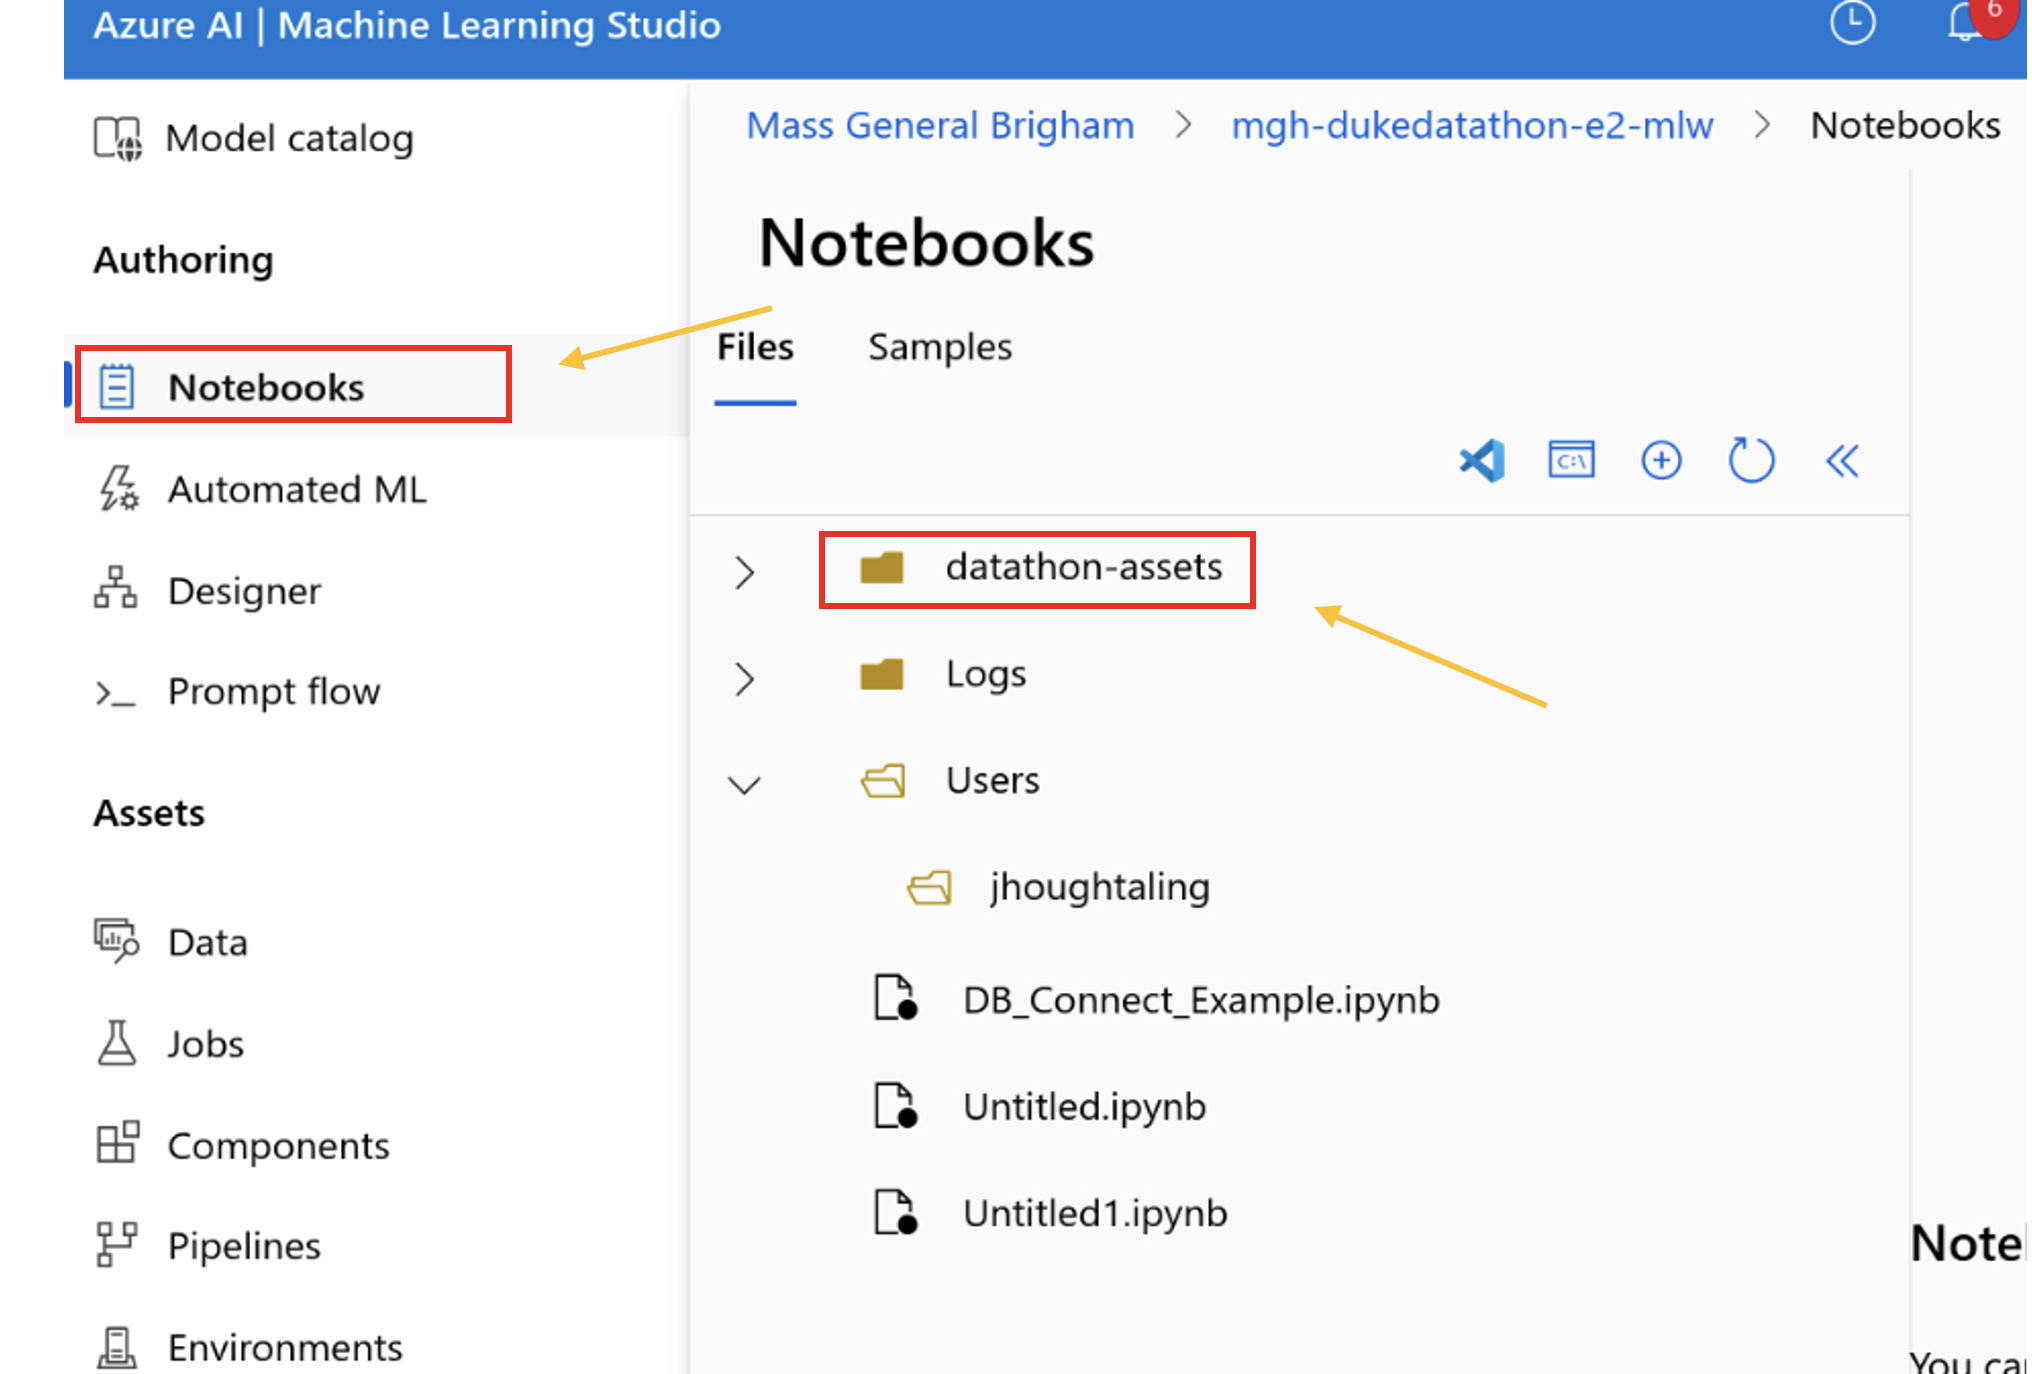 Azure AI | Machine Learning Studio
6
Model catalog
Authoring
Notebooks
Automated ML
Designer
Prompt flow
Assets
Data
Jobs
Components
Pipelines
Environments
Mass General Brigham > mgh-dukedatathon-e2-mlw > Notebooks
Notebooks
Files Samples
C:\
datathon-assets
Logs
Users
jhoughtaling
DB_Connect_Example.ipynb
Untitled.ipynb
Untitled1.ipynb
You